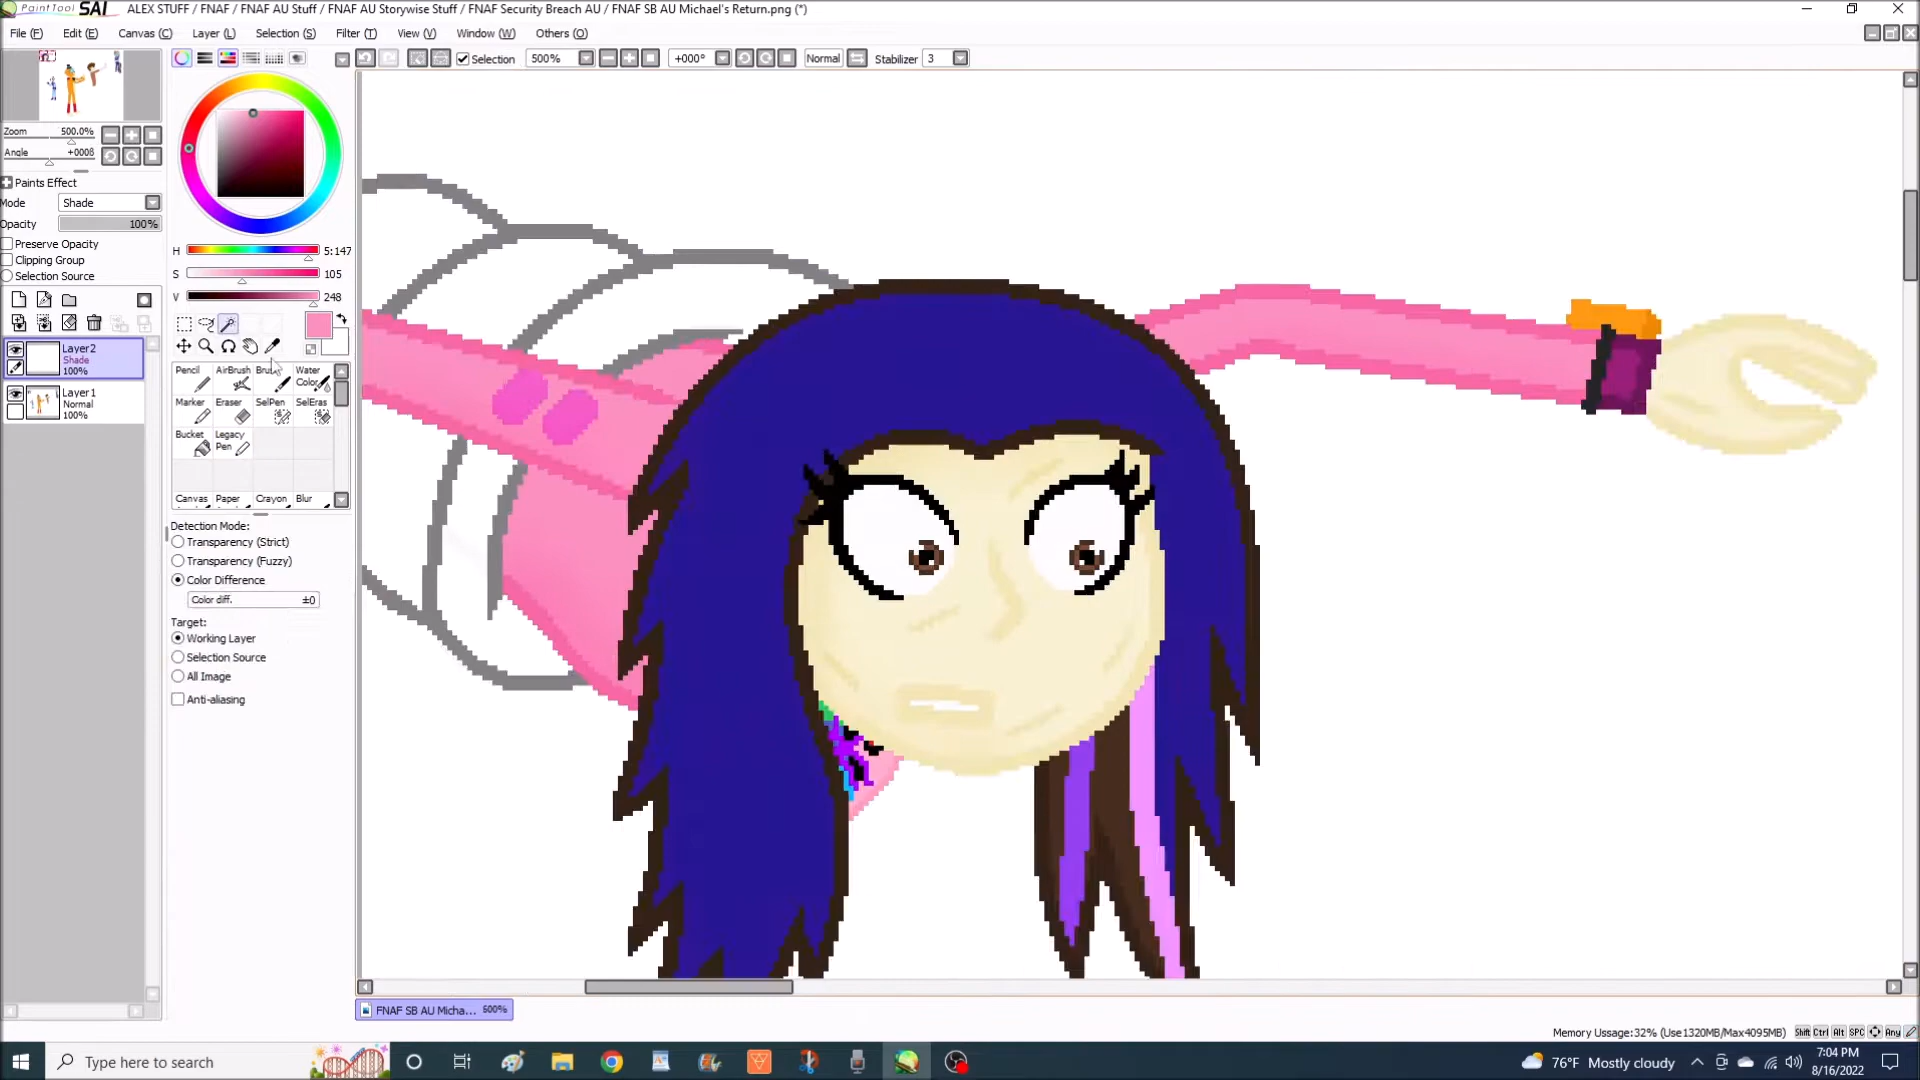 PaintTool SAI ALEX STUFF / FNAF / FNAF AU Stuff / FNAF AU Storywise Stuff / FNAF Security Breach AU / FNAF SB AU Michael's Return.png (*)
File (F) Edit (E) Canvas (C) Layer (L) Selection (S) Filter (T) View (V) Window (W) Others (O)
Selection 500% +000° Normal Stabilizer 3
Zoom 500.0%
Angle +000ß
Paints Effect
Mode Shade
Opacity 100%
Preserve Opacity
Clipping Group
Selection Source
Layer2
Shade
100%
Layer1
Normal
100%
H 5:147
S 105
V 248
Pencil AirBrush Brush Water Color
Marker Eraser SelPen SelEras
Bucket Legacy Pen
Canvas Paper Crayon Blur
Detection Mode:
Transparency (Strict)
Transparency (Fuzzy)
Color Difference
Color diff. ±0
Target:
Working Layer
Selection Source
All Image
Anti-aliasing
FNAF SB AU Micha... 500%
Memory Ussage:32% (Use1320MB/Max4095MB) Shift Ctrl Alt SPC Any
Type here to search
76°F Mostly cloudy
7:04 PM
8/16/2022